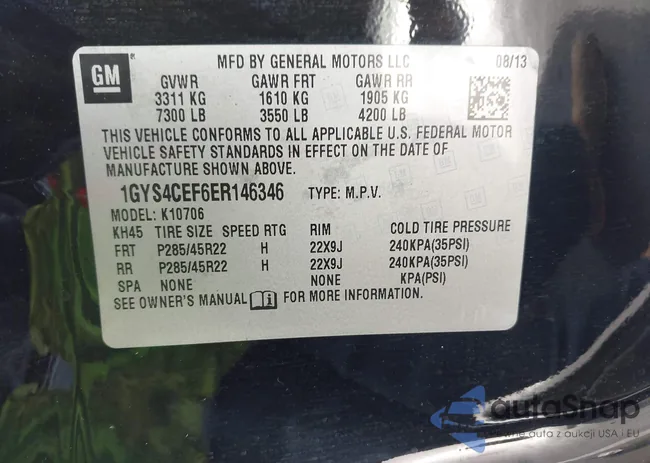 GM
MFD BY GENERAL MOTORS LLC 08/13
GVWR GAWR FRT GAWR RR
3311 KG 1610 KG 1905 KG
7300 LB 3550 LB 4200 LB
THIS VEHICLE CONFORMS TO ALL APPLICABLE U.S. FEDERAL MOTOR
VEHICLE SAFETY STANDARDS IN EFFECT ON THE DATE OF
MANUFACTURE SHOWN ABOVE.
1GYS4CEF6ER146346 TYPE: M.P.V.
MODEL: K10706
KH45 TIRE SIZE SPEED RTG RIM COLD TIRE PRESSURE
FRT P285/45R22 H 22X9J 240KPA(35PSI)
RR P285/45R22 H 22X9J 240KPA(35PSI)
SPA NONE NONE KPA(PSI)
SEE OWNER'S MANUAL FOR MORE INFORMATION.
autoSnap
auta z aukcji USA i EU